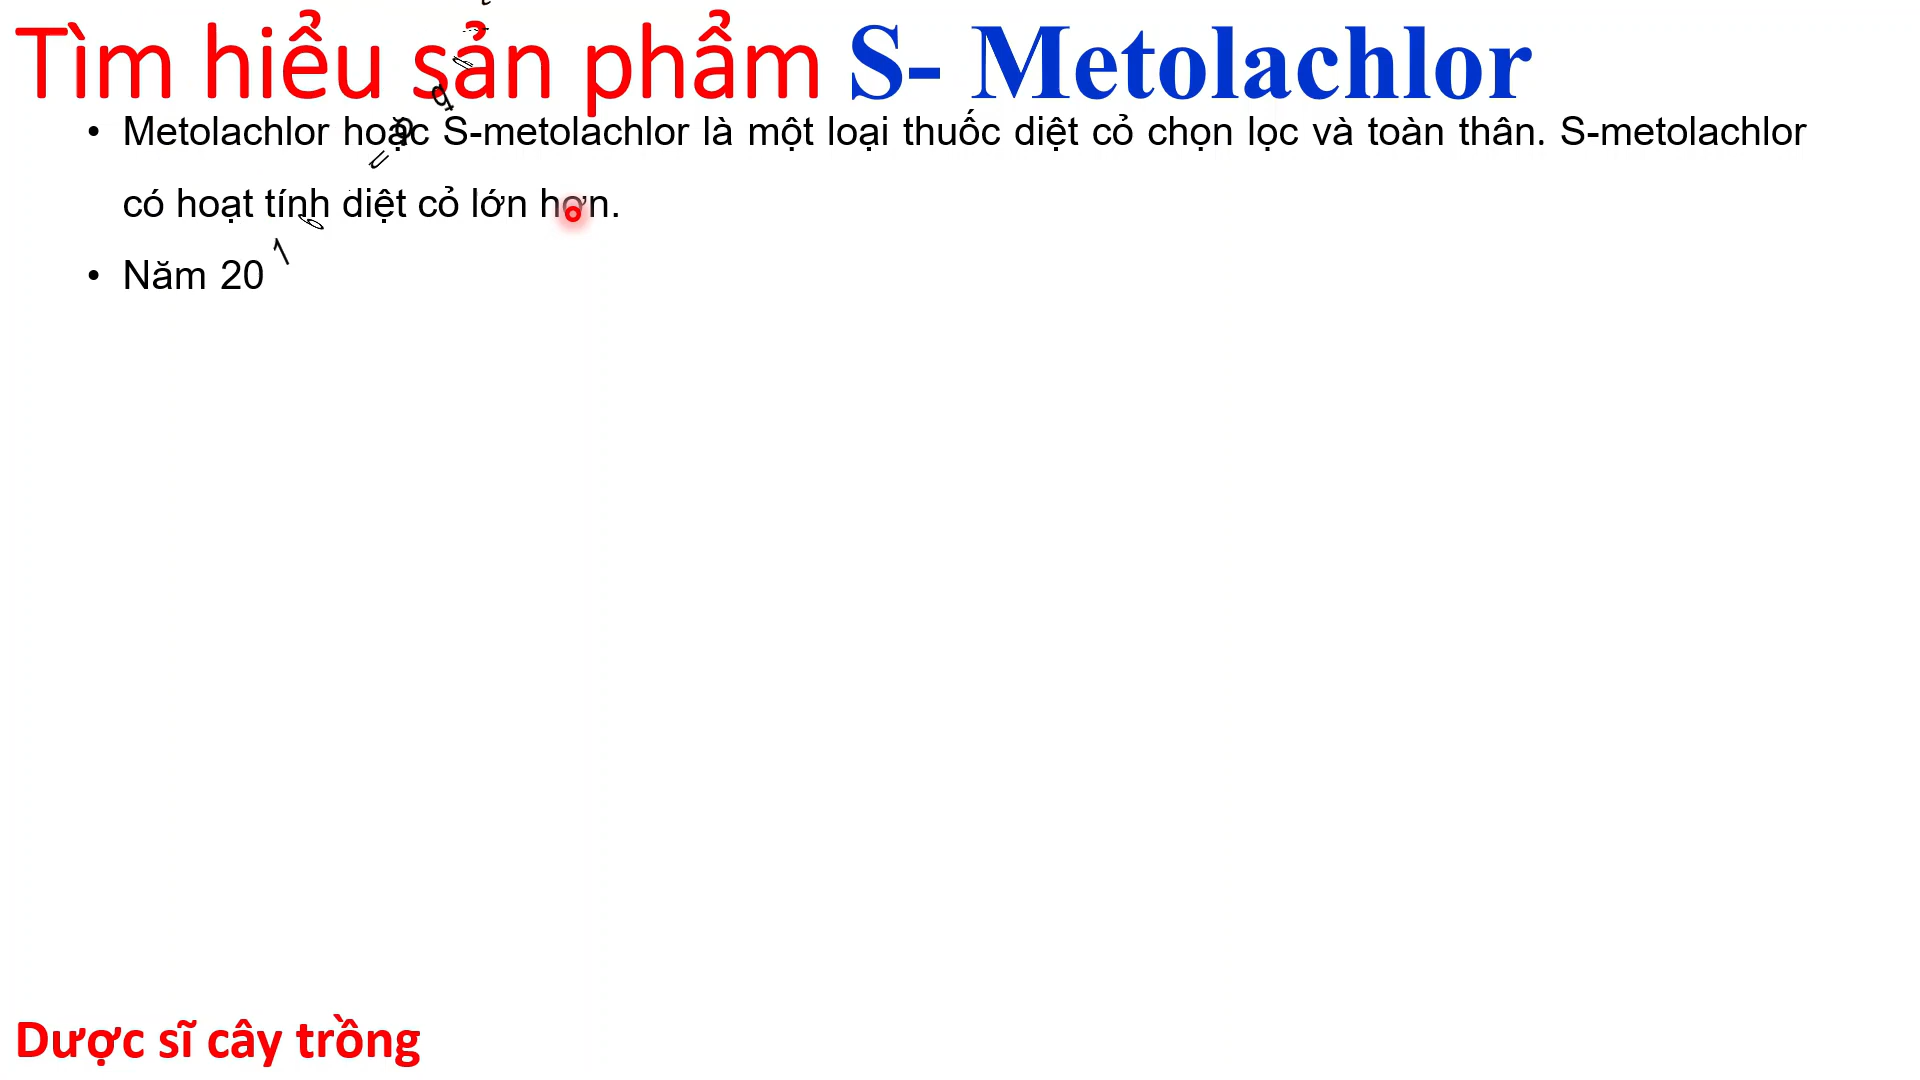 Tìm hiểu sản phẩm S- Metolachlor
• Metolachlor hoặc S-metolachlor là một loại thuốc diệt cỏ chọn lọc và toàn thân. S-metolachlor
có hoạt tính diệt cỏ lớn hơn.
• Năm 20
Dược sĩ cây trồng